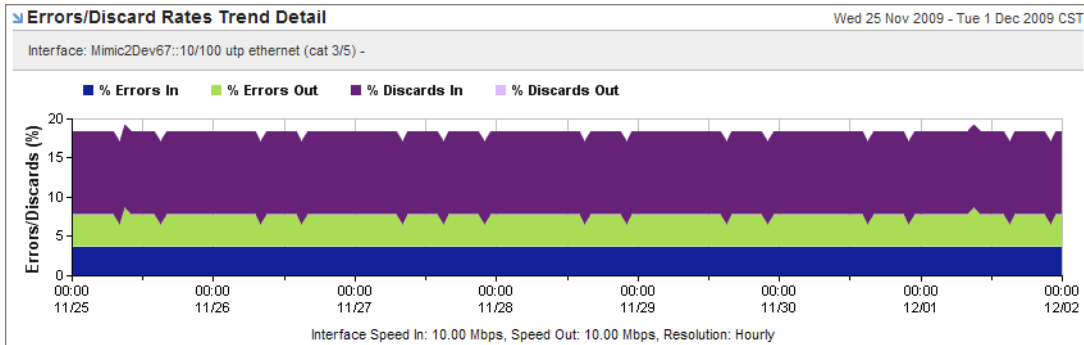 Errors/Discard Rates Trend Detail
Wed 25 Nov 2009 - Tue 1 Dec 2009 CST
Interface: Mimic2Dev67::10/100 utp ethernet (cat 3/5) -
% Errors In % Errors Out % Discards In % Discards Out
Errors/Discards (%)
20
15
10
5
0
00:00 00:00 00:00 00:00 00:00 00:00 00:00 00:00
11/25 11/26 11/27 11/28 11/29 11/30 12/01 12/02
Interface Speed In: 10.00 Mbps, Speed Out: 10.00 Mbps, Resolution: Hourly